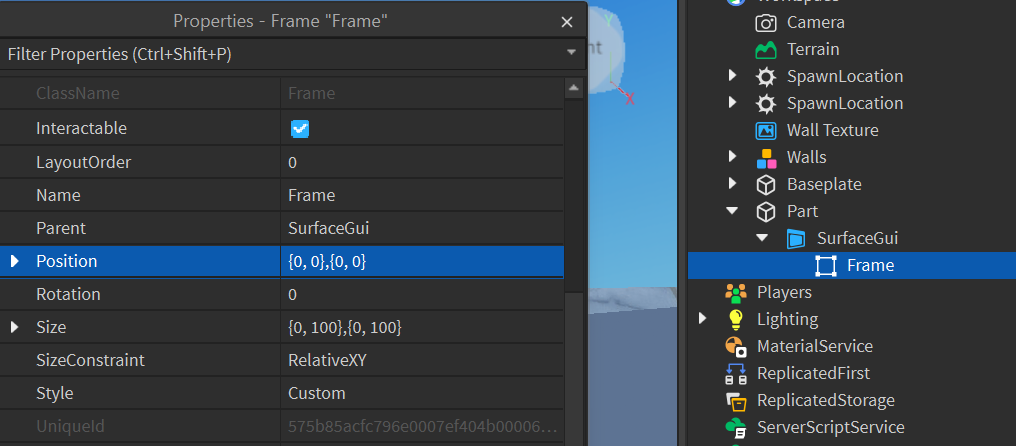 Properties - Frame "Frame"
Filter Properties (Ctrl+Shift+P)
ClassName Frame
Interactable
LayoutOrder 0
Name Frame
Parent SurfaceGui
Position {0, 0},{0, 0}
Rotation 0
Size {0, 100},{0, 100}
SizeConstraint RelativeXY
Style Custom
UniqueId 575b85acfc796e0007ef404b00006...
Y
X
Camera
Terrain
SpawnLocation
SpawnLocation
Wall Texture
Walls
Baseplate
Part
SurfaceGui
Frame
Players
Lighting
MaterialService
ReplicatedFirst
ReplicatedStorage
ServerScriptService